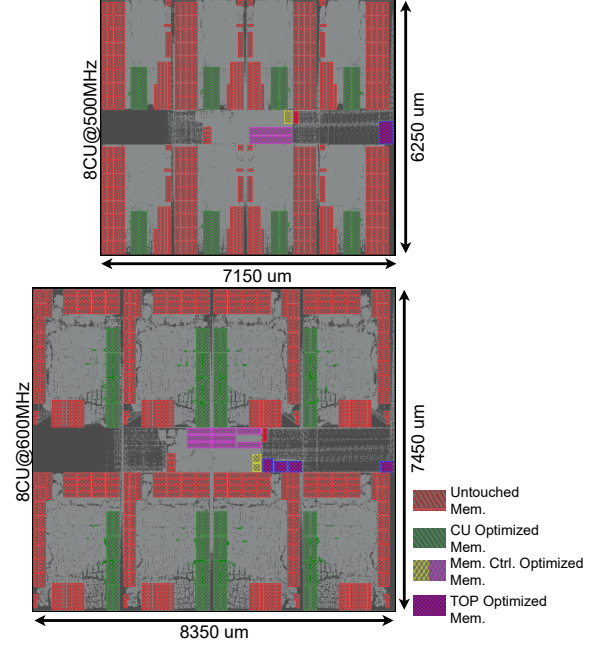 8CU@500MHz
6250 um
7150 um
8CU@600MHz
7450 um
8350 um
Untouched
Mem.
CU Optimized
Mem.
Mem. Ctrl. Optimized
Mem.
TOP Optimized
Mem.